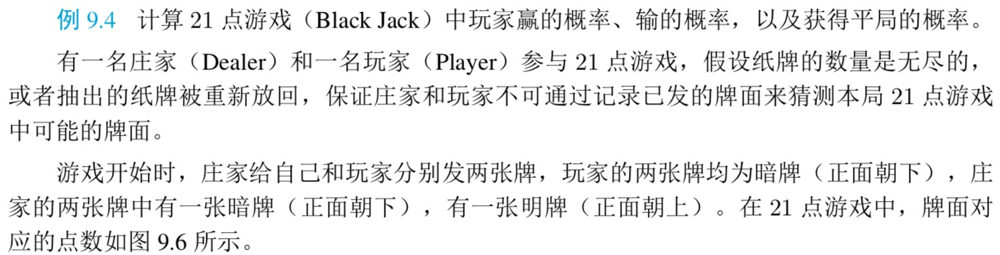 例 9.4 计算 21 点游戏（Black Jack）中玩家赢的概率、输的概率，以及获得平局的概率。
有一名庄家（Dealer）和一名玩家（Player）参与 21 点游戏，假设纸牌的数量是无尽的，
或者抽出的纸牌被重新放回，保证庄家和玩家不可通过记录已发的牌面来猜测本局 21 点游戏
中可能的牌面。
游戏开始时，庄家给自己和玩家分别发两张牌，玩家的两张牌均为暗牌（正面朝下），庄
家的两张牌中有一张暗牌（正面朝下），有一张明牌（正面朝上）。在 21 点游戏中，牌面对
应的点数如图 9.6 所示。